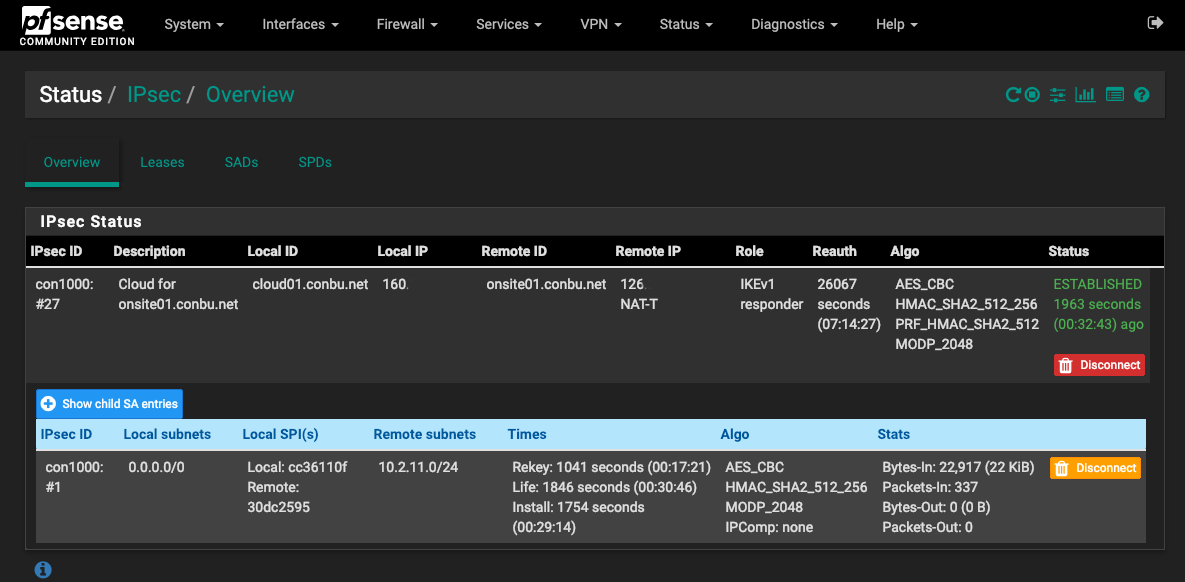 pfsense
COMMUNITY EDITION
System Interfaces Firewall Services VPN Status Diagnostics Help
Status / IPsec / Overview
Overview Leases SADs SPDs
IPsec Status
IPsec ID Description Local ID Local IP Remote ID Remote IP Role Reauth Algo Status
con1000: Cloud for cloud01.conbu.net 160. onsite01.conbu.net 126. IKEv1 26067 AES_CBC ESTABLISHED
#27 onsite01.conbu.net NAT-T responder seconds HMAC_SHA2_512_256 1963 seconds
(07:14:27) PRF_HMAC_SHA2_512 (00:32:43) ago
MODP_2048
Disconnect
Show child SA entries
IPsec ID Local subnets Local SPI(s) Remote subnets Times Algo Stats
con1000: 0.0.0.0/0 Local: cc36110f 10.2.11.0/24 Rekey: 1041 seconds (00:17:21) AES_CBC Bytes-In: 22,917 (22 KiB) Disconnect
#1 Remote: Life: 1846 seconds (00:30:46) HMAC_SHA2_512_256 Packets-In: 337
30dc2595 Install: 1754 seconds MODP_2048 Bytes-Out: 0 (0 B)
(00:29:14) IPComp: none Packets-Out: 0